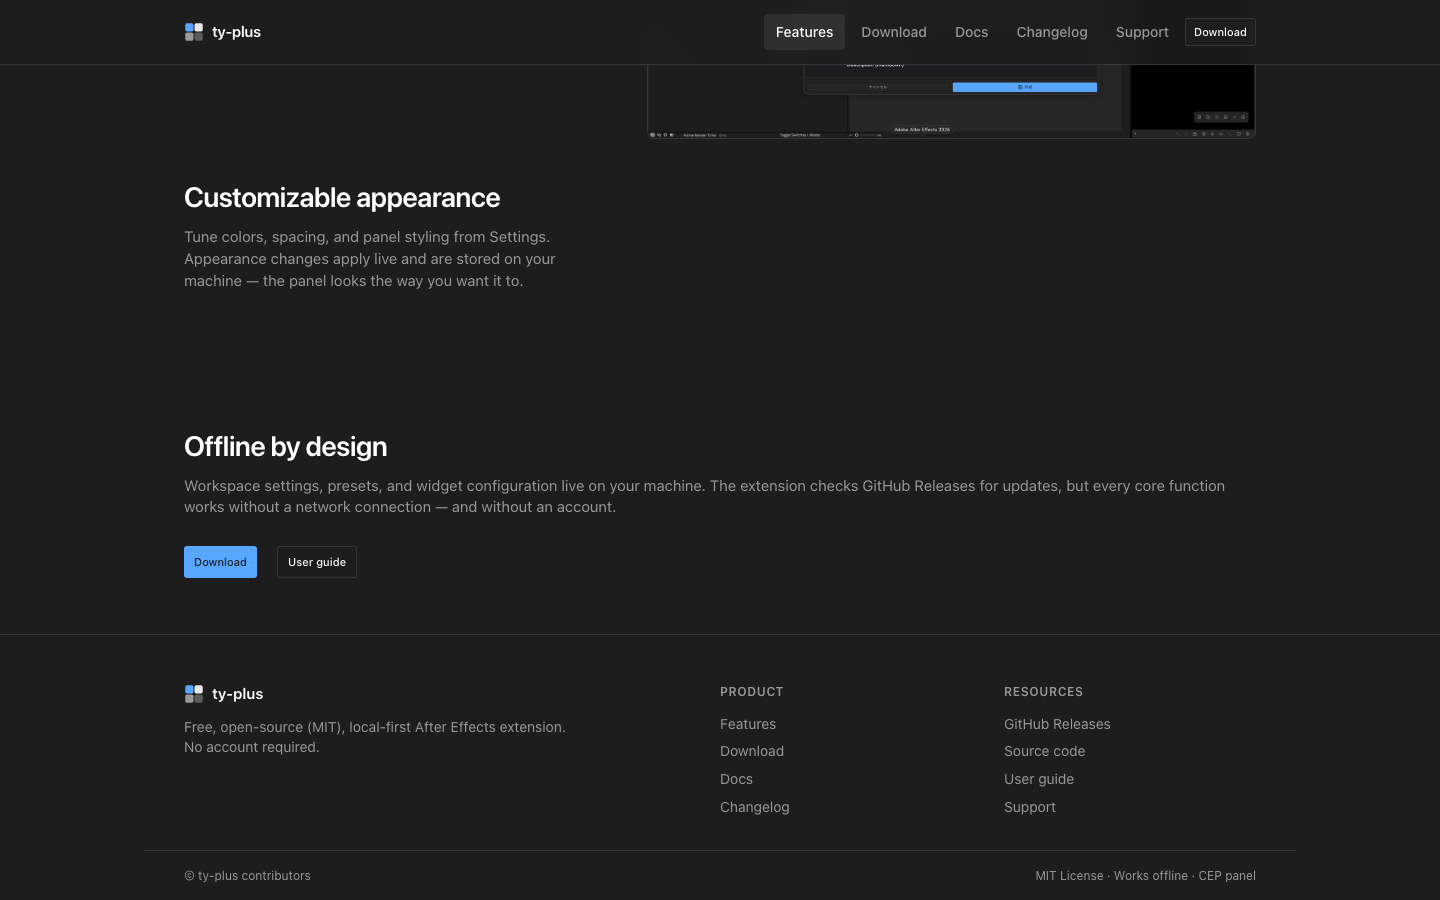 ty-plus
Features
Download
Docs
Changelog
Support
Download
Adobe After Effects 2026
Customizable appearance
Tune colors, spacing, and panel styling from Settings.
Appearance changes apply live and are stored on your
machine — the panel looks the way you want it to.
Offline by design
Workspace settings, presets, and widget configuration live on your machine. The extension checks GitHub Releases for updates, but every core function
works without a network connection — and without an account.
Download
User guide
ty-plus
Free, open-source (MIT), local-first After Effects extension.
No account required.
PRODUCT
Features
Download
Docs
Changelog
RESOURCES
GitHub Releases
Source code
User guide
Support
© ty-plus contributors
MIT License · Works offline · CEP panel